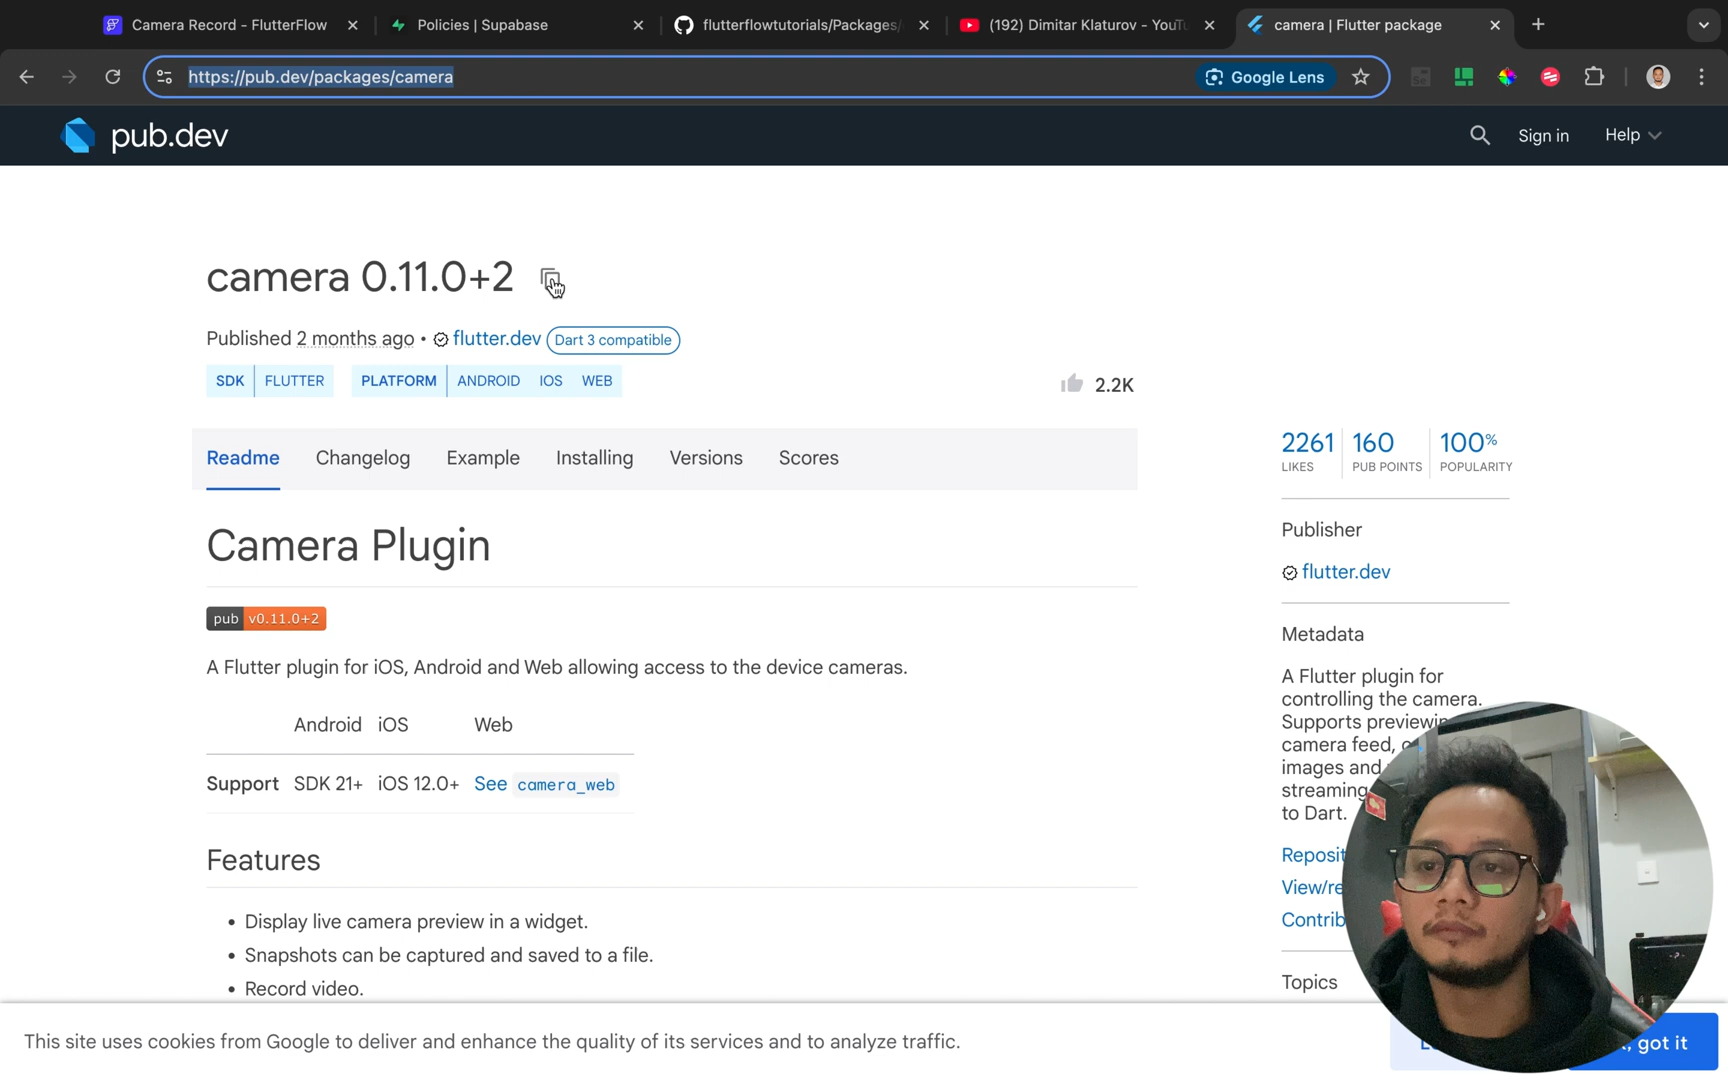 Camera Record - FlutterFlow
Policies | Supabase
flutterflowtutorials/Packages/
(192) Dimitar Klaturov - YouTu
camera | Flutter package
https://pub.dev/packages/camera
Google Lens
pub.dev
Sign in
Help
camera 0.11.0+2
Published 2 months ago • flutter.dev Dart 3 compatible
SDK FLUTTER PLATFORM ANDROID IOS WEB
2.2K
Readme Changelog Example Installing Versions Scores
2261 160 100%
LIKES PUB POINTS POPULARITY
Camera Plugin
pub v0.11.0+2
A Flutter plugin for iOS, Android and Web allowing access to the device cameras.
Android iOS Web
Support SDK 21+ iOS 12.0+ See camera_web
Features
• Display live camera preview in a widget.
• Snapshots can be captured and saved to a file.
• Record video.
Publisher
flutter.dev
Metadata
A Flutter plugin for
controlling the camera.
Supports
camera feed,
images and
streaming
to Dart.
Topics
This site uses cookies from Google to deliver and enhance the quality of its services and to analyze traffic.
got it